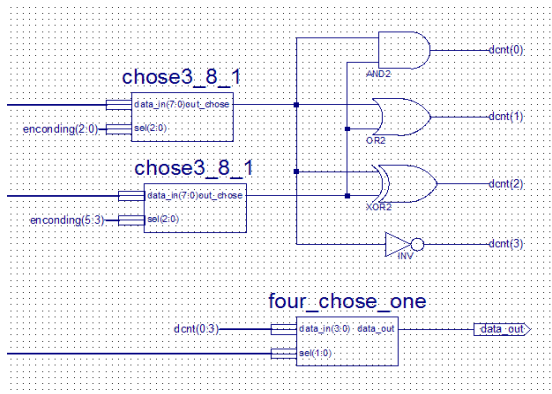 dcnt(0)
AND2
chose3_8_1
data_in(7:0)out_chose
enconding(2:0)
sel(2:0)
dcnt(1)
OR2
chose3_8_1
data_in(7:0)out_chose
enconding(5:3)
sel(2:0)
dcnt(2)
XOR2
dcnt(3)
INV
four_chose_one
dcnt(0:3)
data_in(3:0) data_out
data_out
sel(1:0)